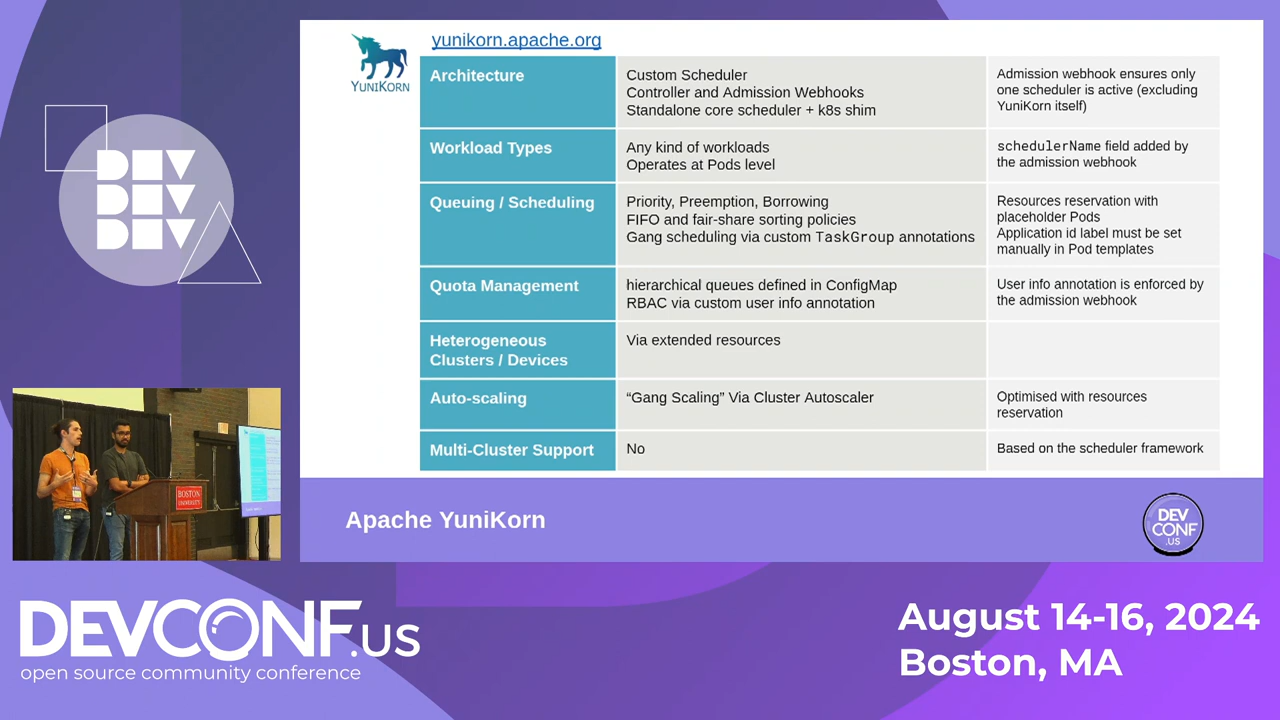 yunikorn.apache.org
YUNIKORN
Architecture
Custom Scheduler
Controller and Admission Webhooks
Standalone core scheduler + k8s shim
Admission webhook ensures only
one scheduler is active (excluding
YuniKorn itself)
Workload Types
Any kind of workloads
Operates at Pods level
schedulerName field added by
the admission webhook
Queuing / Scheduling
Priority, Preemption, Borrowing
FIFO and fair-share sorting policies
Gang scheduling via custom TaskGroup annotations
Resources reservation with
placeholder Pods
Application id label must be set
manually in Pod templates
Quota Management
hierarchical queues defined in ConfigMap
RBAC via custom user info annotation
User info annotation is enforced by
the admission webhook
Heterogeneous
Clusters / Devices
Via extended resources
Auto-scaling
“Gang Scaling” Via Cluster Autoscaler
Optimised with resources
reservation
Multi-Cluster Support
No
Based on the scheduler framework
Apache YuniKorn
DEV
CONF
.US
DEV
DEV
DEV
BOSTON
UNIVERSITY
DEVCONF.US
open source community conference
August 14-16, 2024
Boston, MA